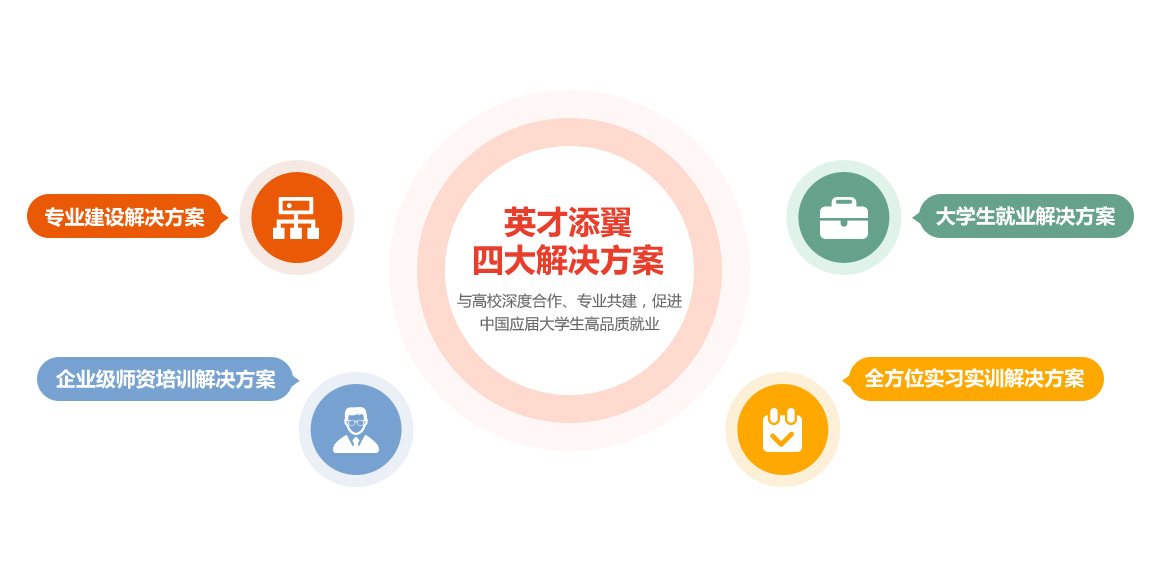 英才添翼
四大解决方案
与高校深度合作、专业共建，促进
中国应届大学生高品质就业
专业建设解决方案
大学生就业解决方案
企业级师资培训解决方案
全方位实习实训解决方案